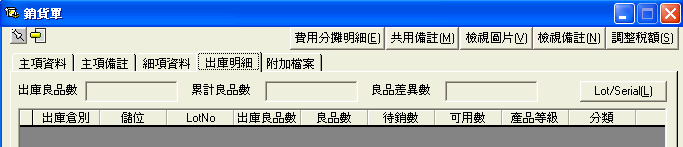 銷貨單
費用分攤明細(E) 共用備註(M) 檢視圖片(V) 檢視備註(N) 調整稅額(S)
主項資料 主項備註 細項資料 出庫明細 附加檔案
出庫良品數 累計良品數 良品差異數 Lot/Serial(L)
出庫倉別 儲位 LotNo 出庫良品數 良品數 待銷數 可用數 產品等級 分類